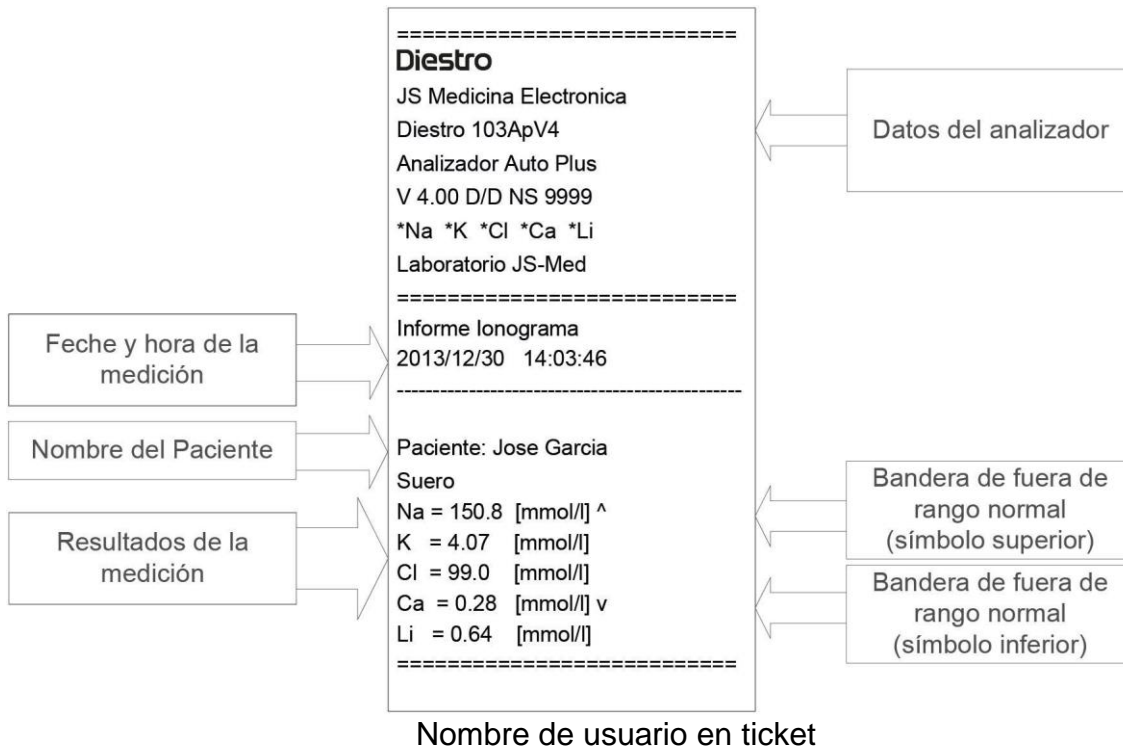 ===========================
Diestro
JS Medicina Electronica
Diestro 103ApV4
Analizador Auto Plus
V 4.00 D/D NS 9999
*Na *K *Cl *Ca *Li
Laboratorio JS-Med
===========================
Informe Ionograma
2013/12/30 14:03:46
-----------------------------------------------
Paciente: Jose Garcia
Suero
Na = 150.8 [mmol/l] ^
K = 4.07 [mmol/l]
Cl = 99.0 [mmol/l]
Ca = 0.28 [mmol/l] v
Li = 0.64 [mmol/l]
===========================
Feche y hora de la
medición
Nombre del Paciente
Resultados de la
medición
Datos del analizador
Bandera de fuera de
rango normal
(símbolo superior)
Bandera de fuera de
rango normal
(símbolo inferior)
Nombre de usuario en ticket